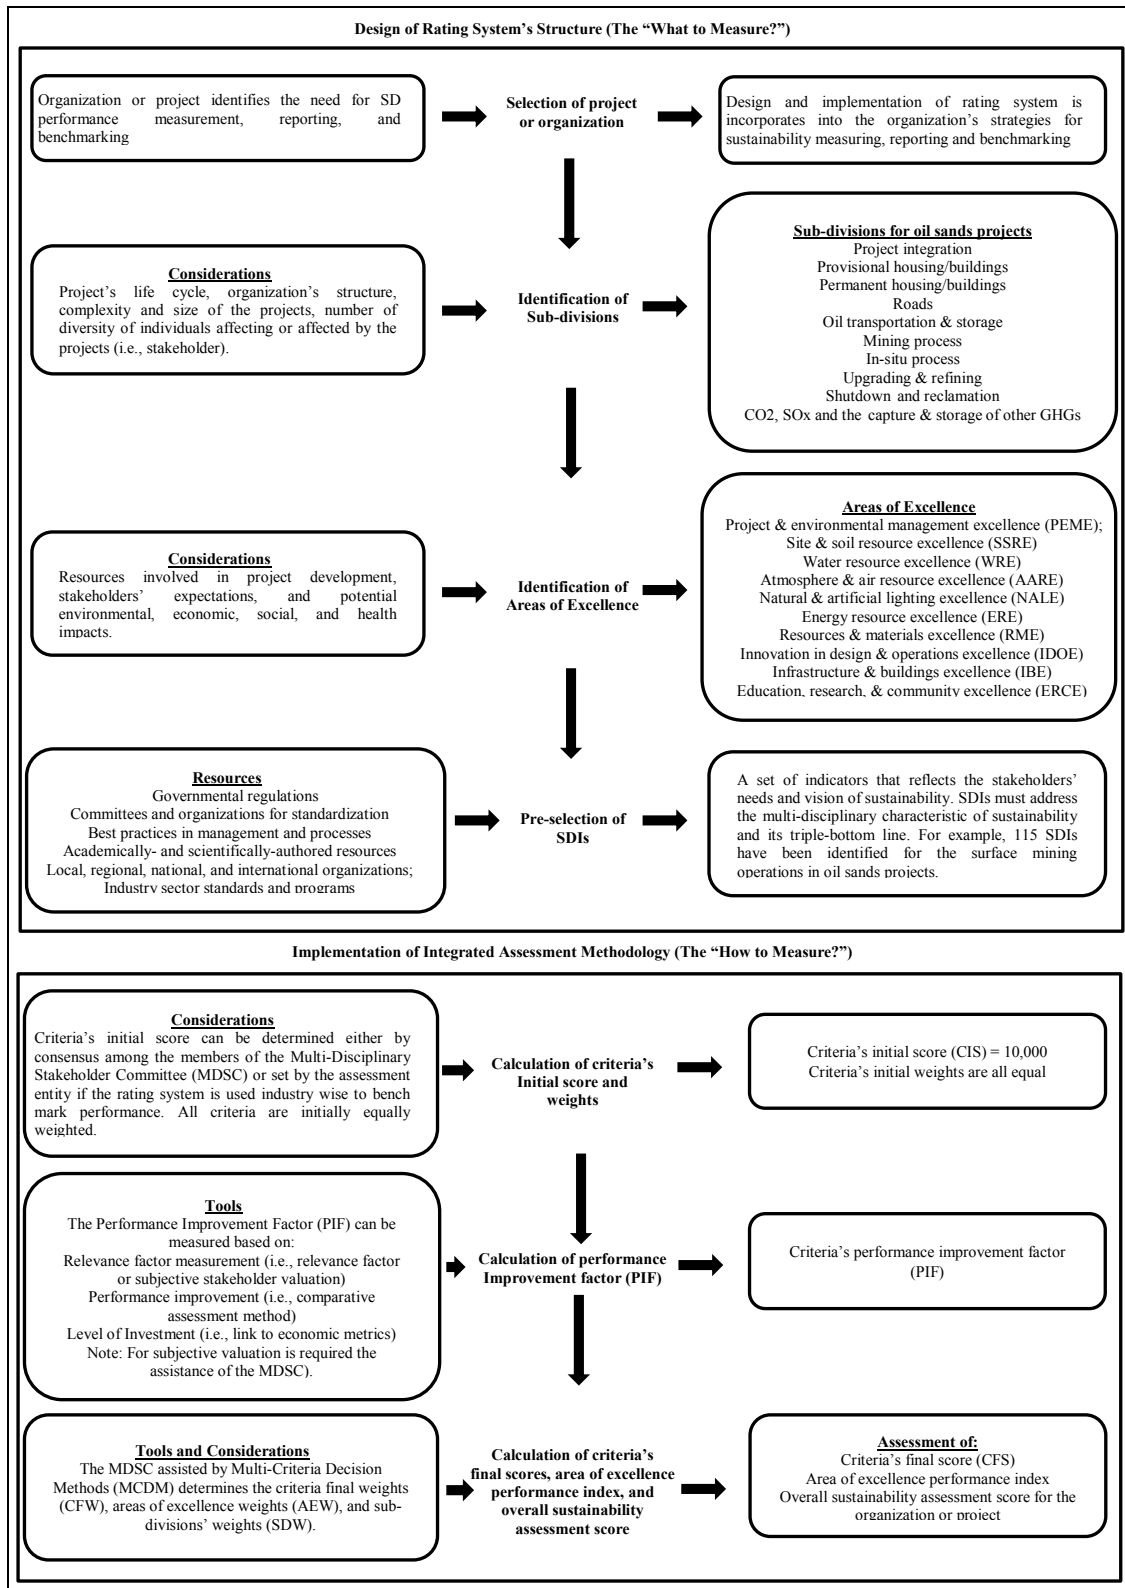 Design of Rating System's Structure (The "What to Measure?")
Organization or project identifies the need for SD
performance measurement, reporting, and
benchmarking
Selection of project
or organization
Design and implementation of rating system is
incorporates into the organization's strategies for
sustainability measuring, reporting and benchmarking
Considerations
Project's life cycle, organization's structure,
complexity and size of the projects, number of
diversity of individuals affecting or affected by the
projects (i.e., stakeholder).
Identification of
Sub-divisions
Sub-divisions for oil sands projects
Project integration
Provisional housing/buildings
Permanent housing/buildings
Roads
Oil transportation & storage
Mining process
In-situ process
Upgrading & refining
Shutdown and reclamation
CO2, SOx and the capture & storage of other GHGs
Considerations
Resources involved in project development,
stakeholders' expectations, and potential
environmental, economic, social, and health
impacts.
Identification of
Areas of Excellence
Areas of Excellence
Project & environmental management excellence (PEME);
Site & soil resource excellence (SSRE)
Water resource excellence (WRE)
Atmosphere & air resource excellence (AARE)
Natural & artificial lighting excellence (NALE)
Energy resource excellence (ERE)
Resources & materials excellence (RME)
Innovation in design & operations excellence (IDOE)
Infrastructure & buildings excellence (IBE)
Education, research, & community excellence (ERCE)
Resources
Governmental regulations
Committees and organizations for standardization
Best practices in management and processes
Academically- and scientifically-authored resources
Local, regional, national, and international organizations;
Industry sector standards and programs
Pre-selection of
SDIs
A set of indicators that reflects the stakeholders'
needs and vision of sustainability. SDIs must address
the multi-disciplinary characteristic of sustainability
and its triple-bottom line. For example, 115 SDIs
have been identified for the surface mining
operations in oil sands projects.
Implementation of Integrated Assessment Methodology (The "How to Measure?")
Considerations
Criteria's initial score can be determined either by
consensus among the members of the Multi-Disciplinary
Stakeholder Committee (MDSC) or set by the assessment
entity if the rating system is used industry wise to bench
mark performance. All criteria are initially equally
weighted.
Calculation of criteria's
Initial score and
weights
Criteria's initial score (CIS) = 10,000
Criteria's initial weights are all equal
Tools
The Performance Improvement Factor (PIF) can be
measured based on:
Relevance factor measurement (i.e., relevance factor
or subjective stakeholder valuation)
Performance improvement (i.e., comparative
assessment method)
Level of Investment (i.e., link to economic metrics)
Note: For subjective valuation is required the
assistance of the MDSC).
Calculation of performance
Improvement factor (PIF)
Criteria's performance improvement factor
(PIF)
Tools and Considerations
The MDSC assisted by Multi-Criteria Decision
Methods (MCDM) determines the criteria final weights
(CFW), areas of excellence weights (AEW), and sub-
divisions' weights (SDW).
Calculation of criteria's
final scores, area of excellence
performance index, and
overall sustainability
assessment score
Assessment of:
Criteria's final score (CFS)
Area of excellence performance index
Overall sustainability assessment score for the
organization or project